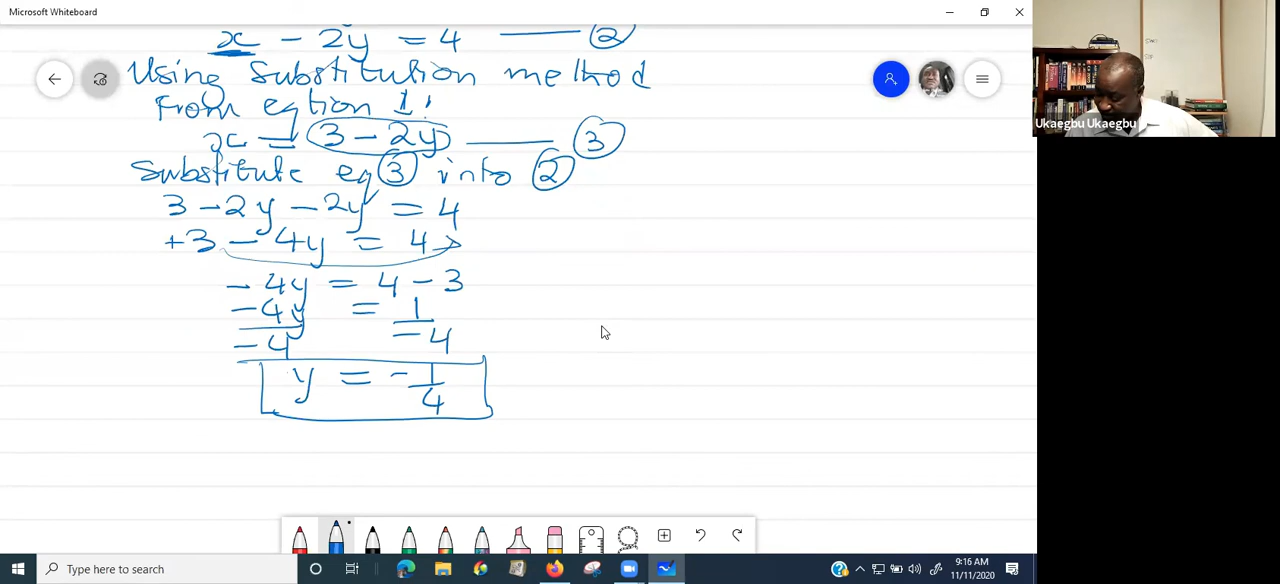 Microsoft Whiteboard
x - 2y = 4 —— ②
Using Substitution method
From eqtion 1:
x = 3 - 2y —— ③
Substitute eq ③ into ②
3 - 2y - 2y = 4
+3 - 4y = 4
-4y = 4 - 3
-4y/-4 = 1/-4
y = -1/4
Ukaegbu Ukaegbu
Type here to search
9:16 AM
11/11/2020